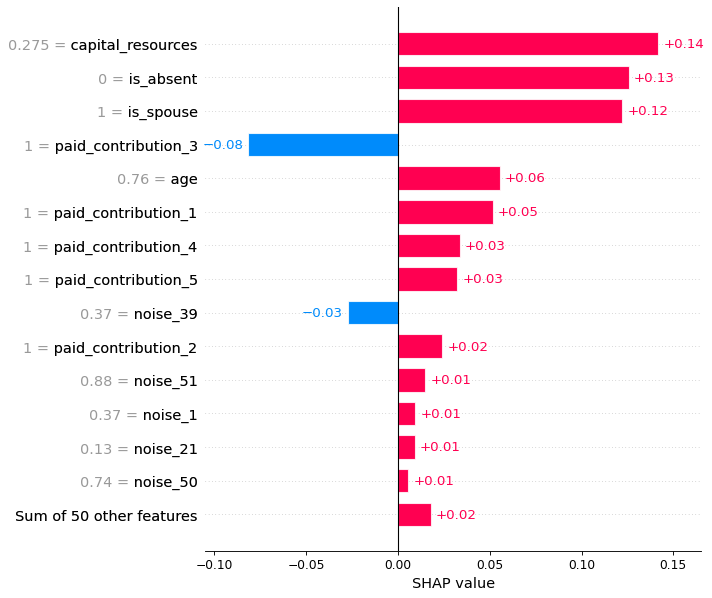 0.275 = capital_resources +0.14
0 = is_absent +0.13
1 = is_spouse +0.12
1 = paid_contribution_3 −0.08
0.76 = age +0.06
1 = paid_contribution_1 +0.05
1 = paid_contribution_4 +0.03
1 = paid_contribution_5 +0.03
0.37 = noise_39 −0.03
1 = paid_contribution_2 +0.02
0.88 = noise_51 +0.01
0.37 = noise_1 +0.01
0.13 = noise_21 +0.01
0.74 = noise_50 +0.01
Sum of 50 other features +0.02
−0.10 −0.05 0.00 0.05 0.10 0.15
SHAP value